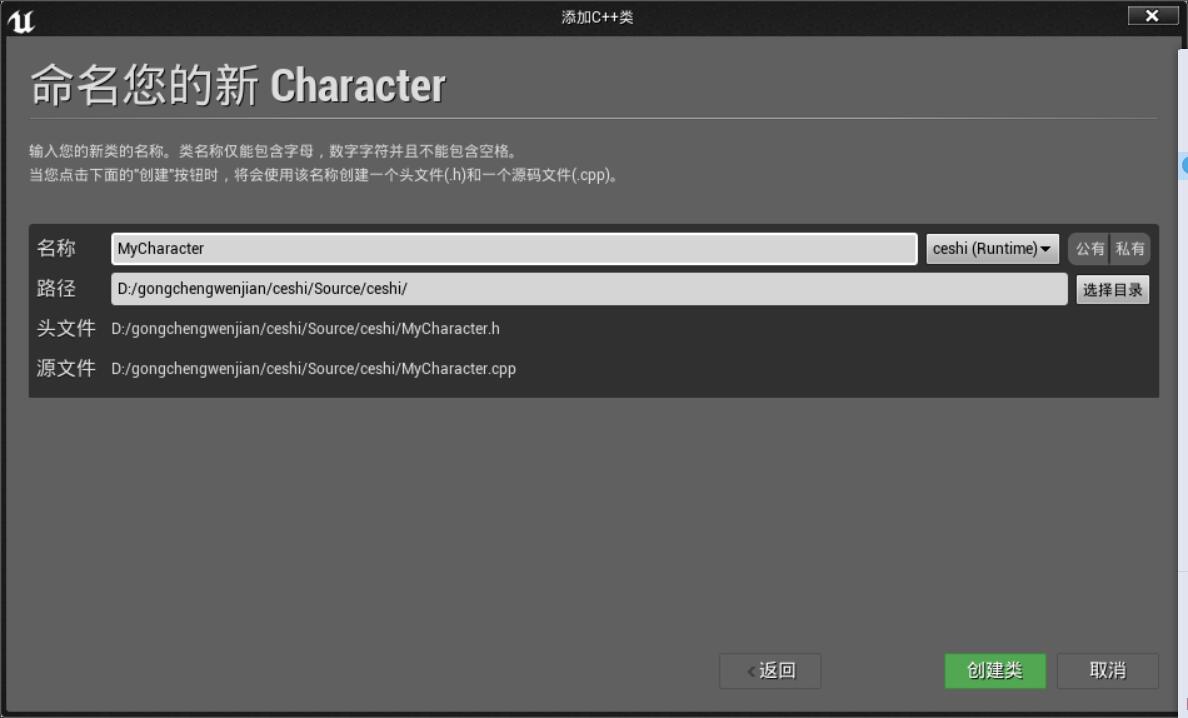 添加C++类
命名您的新 Character
输入您的新类的名称。类名称仅能包含字母，数字字符并且不能包含空格。
当您点击下面的"创建"按钮时，将会使用该名称创建一个头文件(.h)和一个源码文件(.cpp)。
名称 MyCharacter ceshi (Runtime) 公有 私有
路径 D:/gongchengwenjian/ceshi/Source/ceshi/ 选择目录
头文件 D:/gongchengwenjian/ceshi/Source/ceshi/MyCharacter.h
源文件 D:/gongchengwenjian/ceshi/Source/ceshi/MyCharacter.cpp
返回 创建类 取消